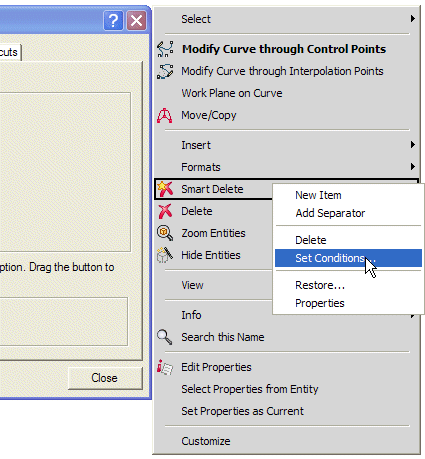 cuts
ption. Drag the button to
Close
Select
Modify Curve through Control Points
Modify Curve through Interpolation Points
Work Plane on Curve
Move/Copy
Insert
Formats
Smart Delete
Delete
Zoom Entities
Hide Entities
View
Info
Search this Name
Edit Properties
Select Properties from Entity
Set Properties as Current
Customize
New Item
Add Separator
Delete
Set Conditions...
Restore...
Properties